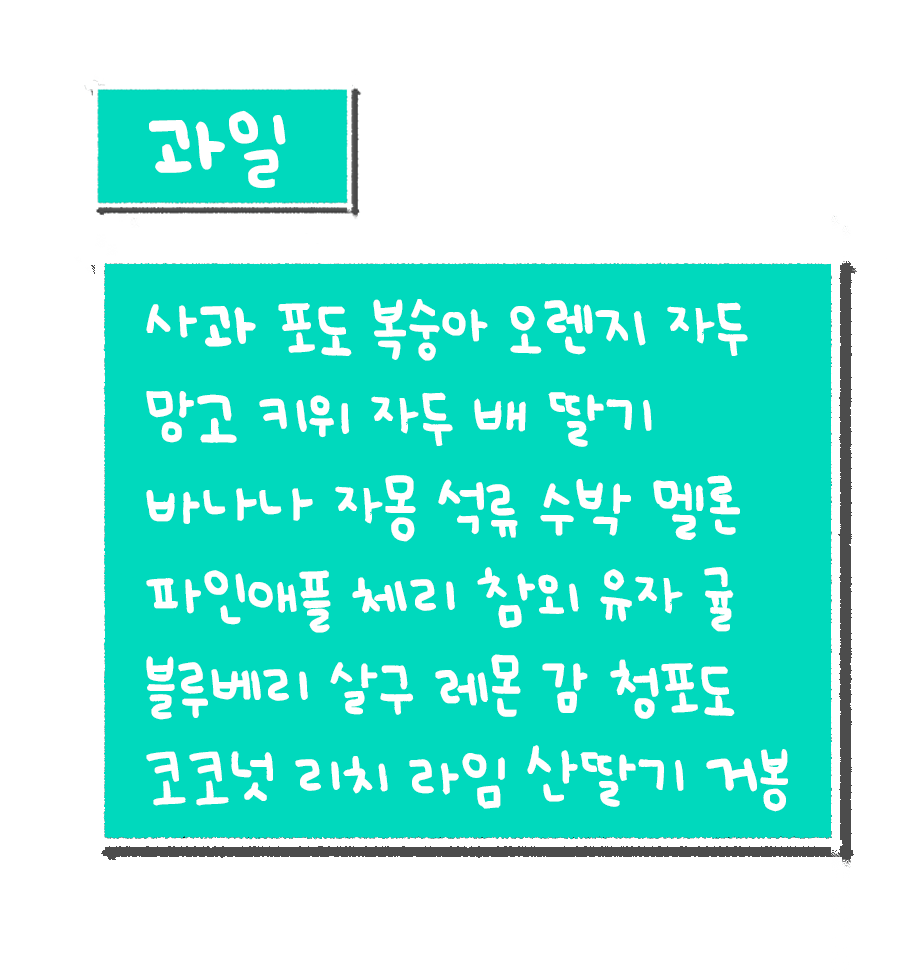 과일
사과 포도 복숭아 오렌지 자두
망고 키위 자두 배 딸기
바나나 자몽 석류 수박 멜론
파인애플 체리 참외 유자 귤
블루베리 살구 레몬 감 청포도
코코넛 리치 라임 산딸기 거봉